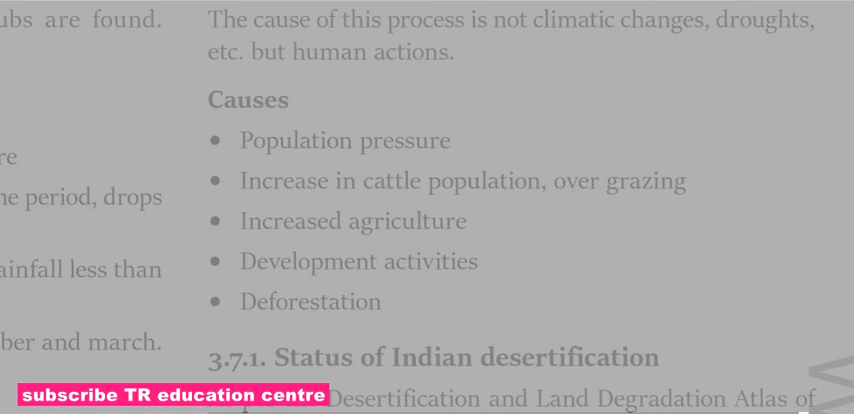 ubs are found.
re
ne period, drops
ainfall less than
ber and march.
The cause of this process is not climatic changes, droughts,
etc. but human actions.
Causes
• Population pressure
• Increase in cattle population, over grazing
• Increased agriculture
• Development activities
• Deforestation
3.7.1. Status of Indian desertification
Desertification and Land Degradation Atlas of
subscribe TR education centre